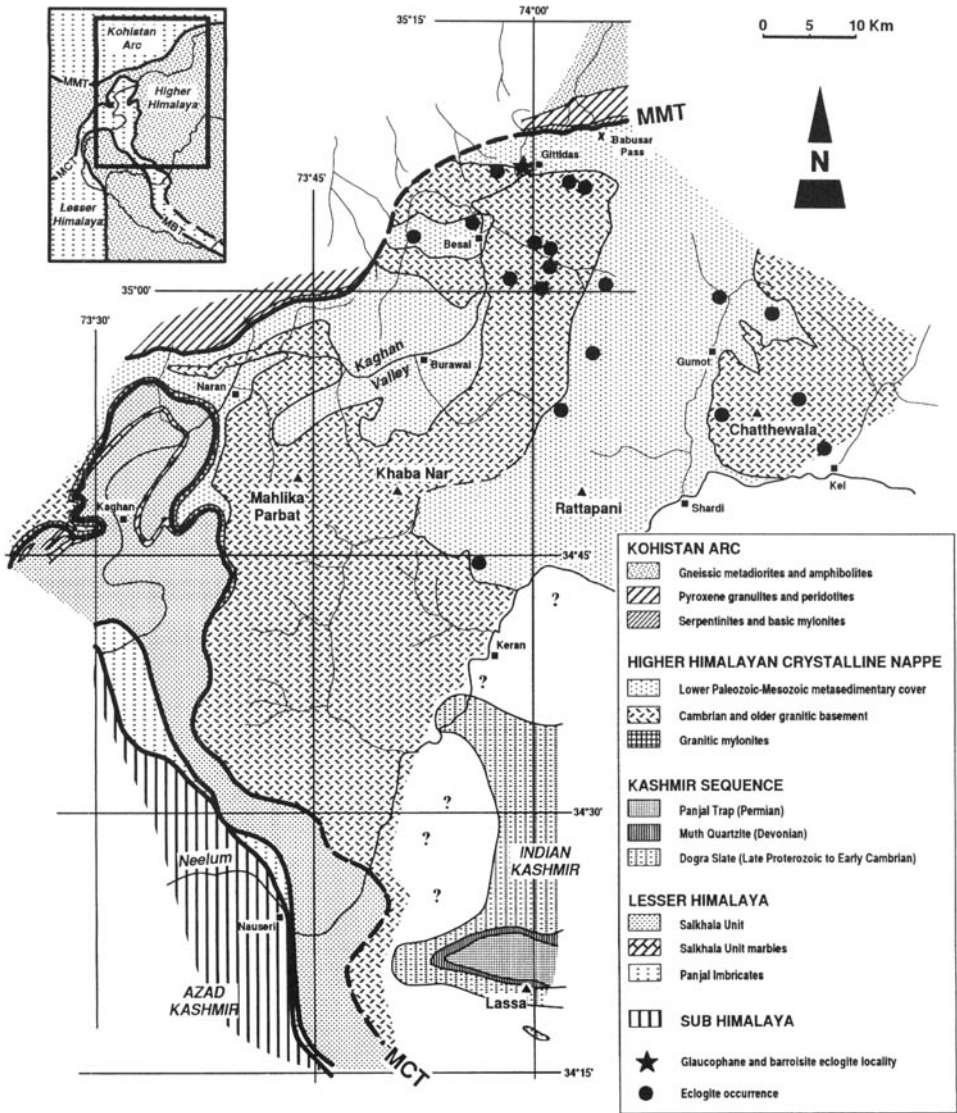 Kohistan
Arc
MMT
Higher
Himalaya
MCT
Lesser
Himalaya
MBT
35°15'
74°00'
0 5 10 Km
N
MMT
x
Babusar
Pass
Gittidas
73°45'
Besal
35°00'
73°30'
Kaghan
Valley
Burawai
Naran
Gumot
Chatthewala
Khaba Nar
Mahlika
Parbat
Rattapani
Kel
Shardi
Kaghan
34°45'
?
Keran
?
34°30'
?
INDIAN
KASHMIR
Neelum
?
Nauseri
AZAD
KASHMIR
Lassa
MCT
34°15'
KOHISTAN ARC
Gneissic metadiorites and amphibolites
Pyroxene granulites and peridotites
Serpentinites and basic mylonites
HIGHER HIMALAYAN CRYSTALLINE NAPPE
Lower Paleozoic-Mesozoic metasedimentary cover
Cambrian and older granitic basement
Granitic mylonites
KASHMIR SEQUENCE
Panjal Trap (Permian)
Muth Quartzite (Devonian)
Dogra Slate (Late Proterozoic to Early Cambrian)
LESSER HIMALAYA
Salkhala Unit
Salkhala Unit marbles
Panjal Imbricates
SUB HIMALAYA
Glaucophane and barroisite eclogite locality
Eclogite occurrence